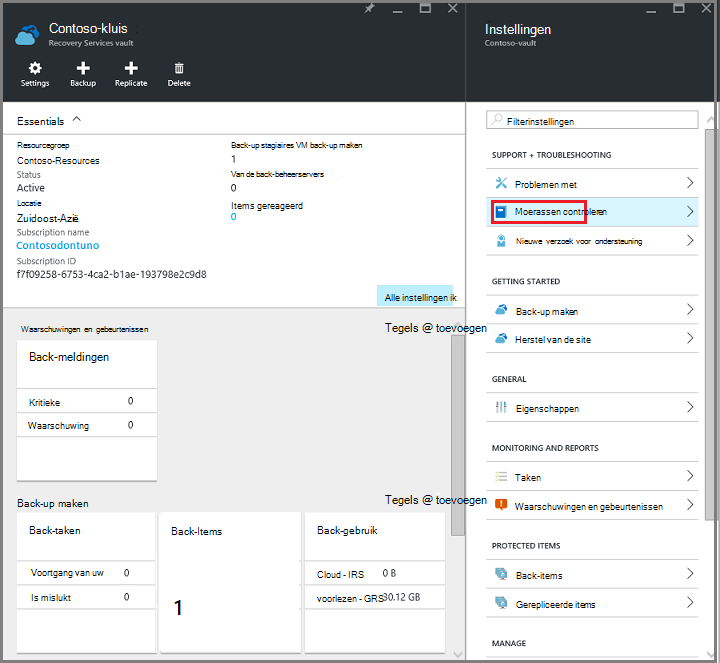 Contoso-kluis
Recovery Services vault
Settings
Backup
Replicate
Delete
Essentials
Resourcegroep
Contoso-Resources
Status
Active
Locatie
Zuidoost-Azië
Subscription name
Contosodontuno
Subscription ID
f7f09258-6753-4ca2-b1ae-193798e2c9d8
Back-up stagiaires VM back-up maken
1
Van de back-beheerservers
0
Items gereageerd
0
Alle instellingen ik
Waarschuwingen en gebeurtenissen
Tegels @ toevoegen
Back-meldingen
Kritieke 0
Waarschuwing 0
Back-up maken
Tegels @ toevoegen
Back-taken
Voortgang van uw 0
Is mislukt 0
Back-Items
1
Back-gebruik
Cloud - IRS 0 B
voorlezen - GRS 30,12 GB
Instellingen
Contoso-vault
Filterinstellingen
SUPPORT + TROUBLESHOOTING
Problemen met
Moerassen controleren
Nieuwe verzoek voor ondersteuning
GETTING STARTED
Back-up maken
Herstel van de site
GENERAL
Eigenschappen
MONITORING AND REPORTS
Taken
Waarschuwingen en gebeurtenissen
PROTECTED ITEMS
Back-items
Gerepliceerde items
MANAGE